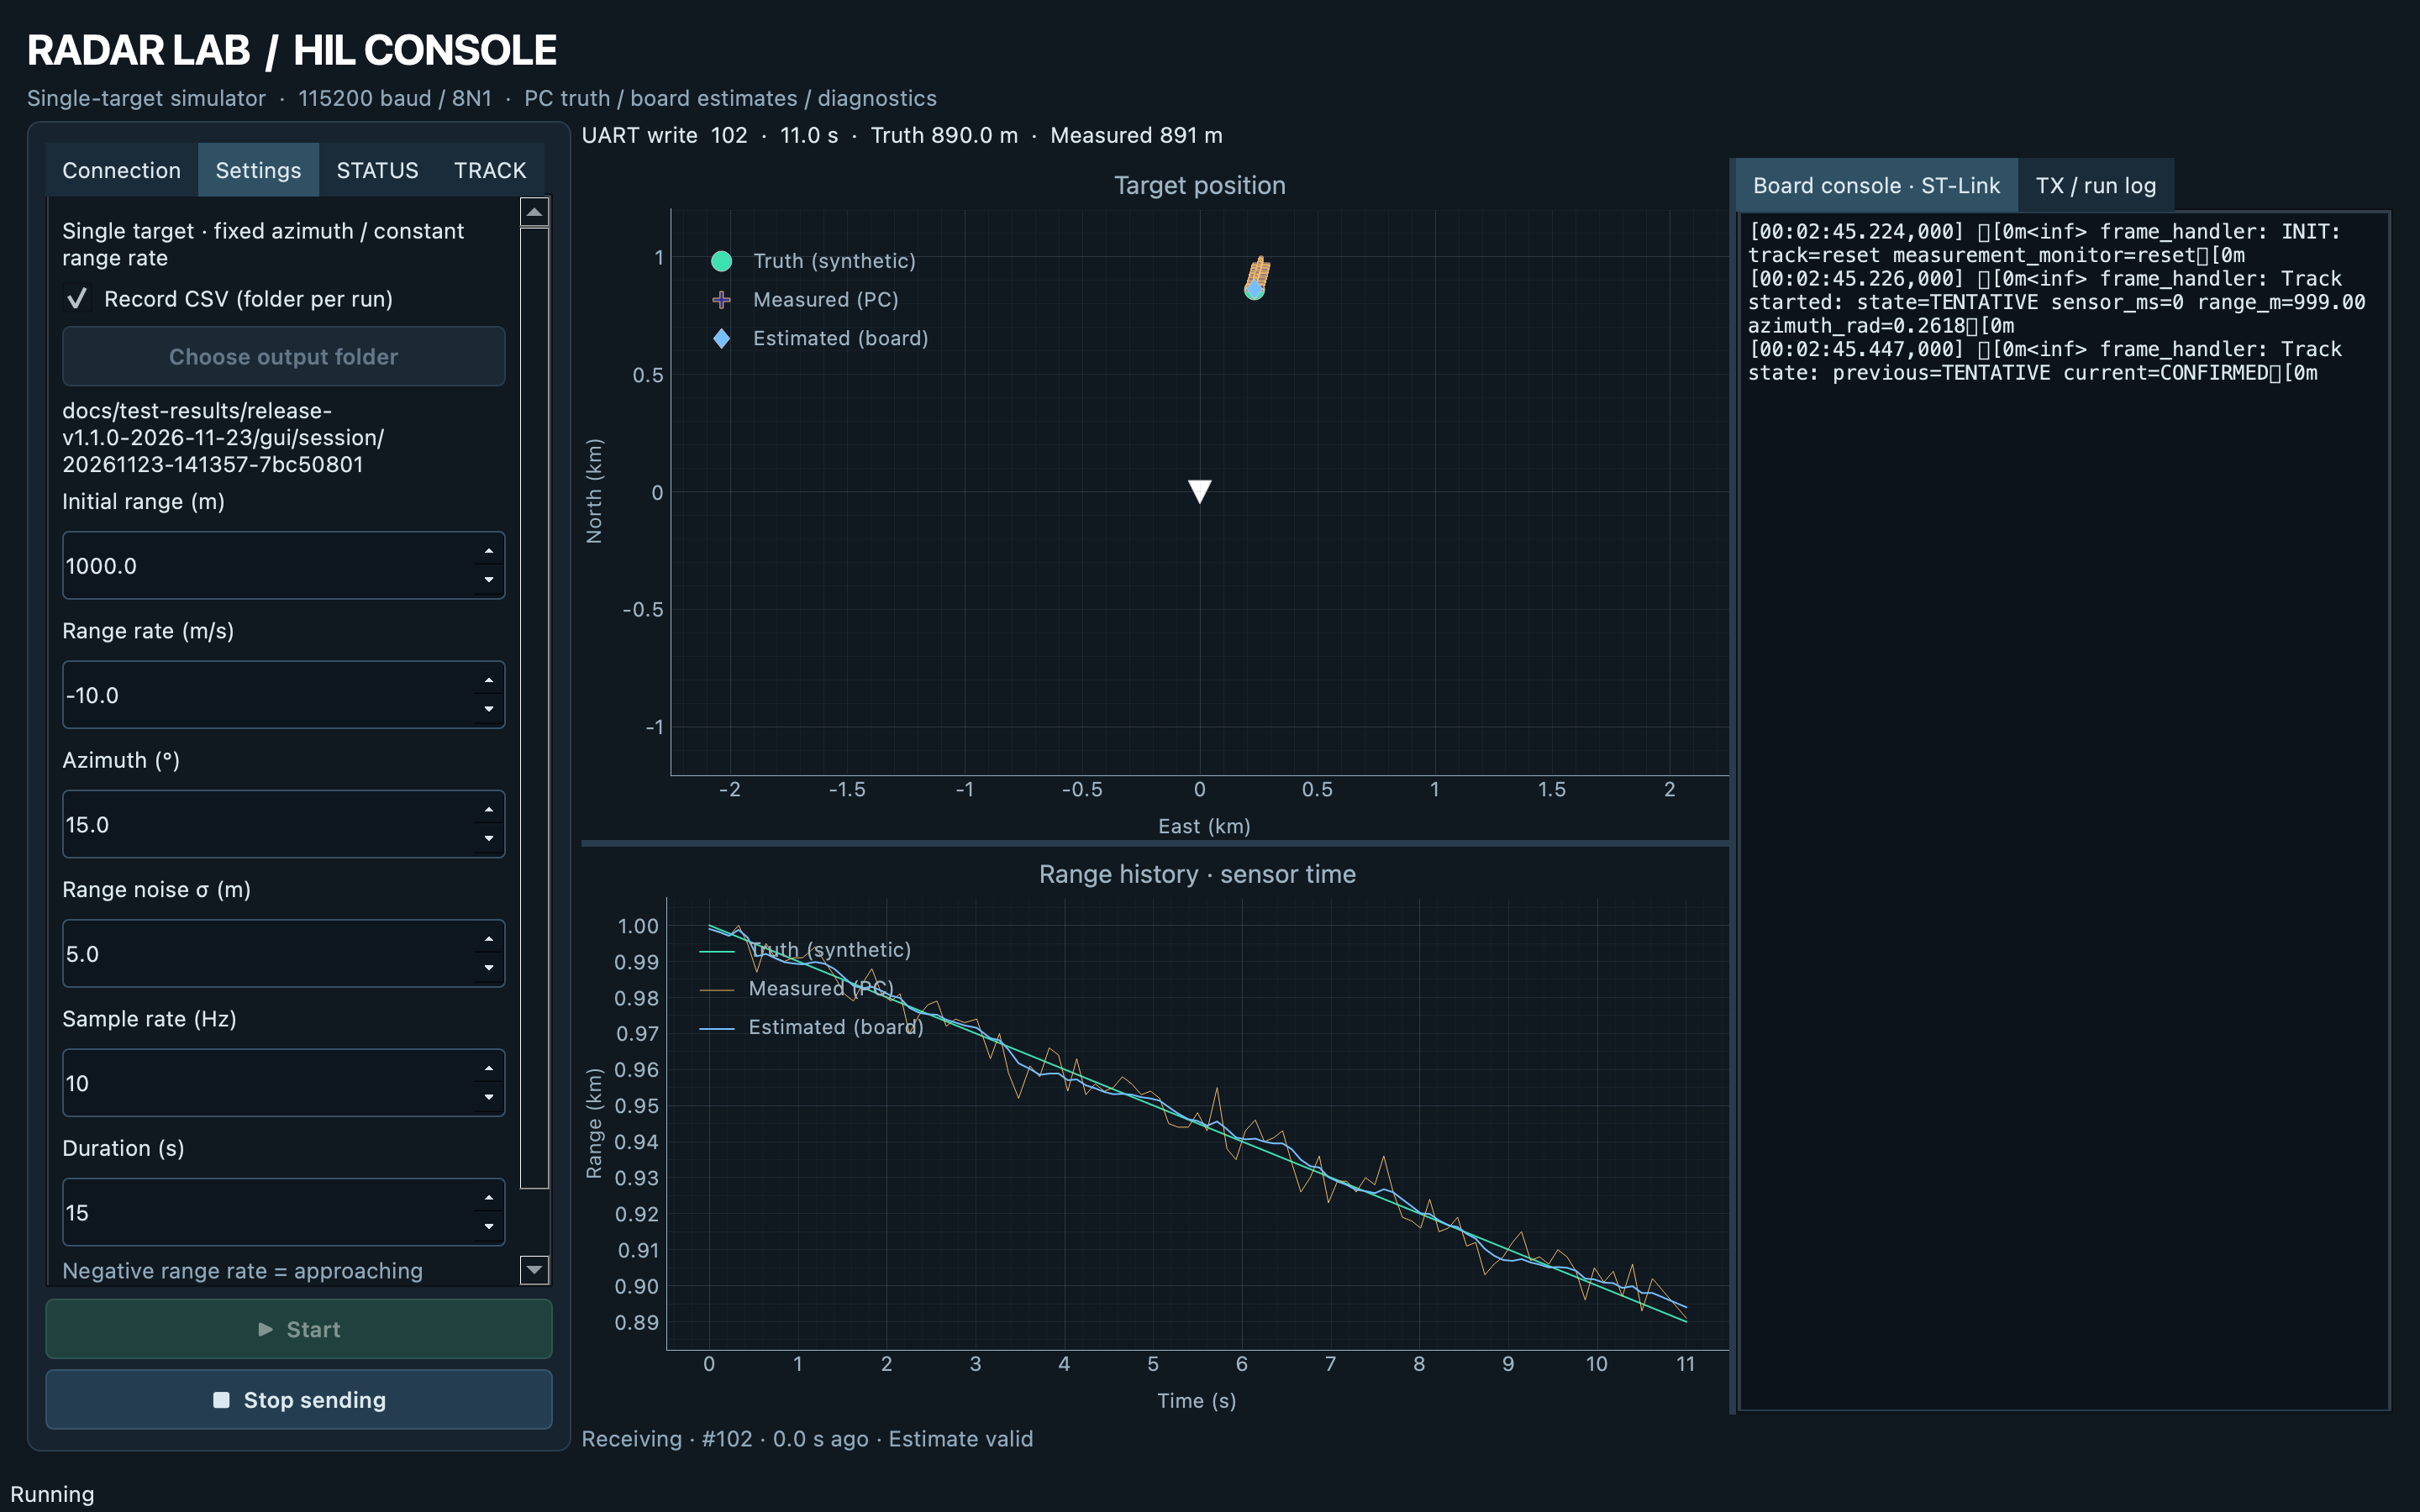 RADAR LAB / HIL CONSOLE
Single-target simulator · 115200 baud / 8N1 · PC truth / board estimates / diagnostics
Connection
Settings
STATUS
TRACK
Single target · fixed azimuth / constant
range rate
Record CSV (folder per run)
Choose output folder
docs/test-results/release-
v1.1.0-2026-11-23/gui/session/
20261123-141357-7bc50801
Initial range (m)
1000.0
Range rate (m/s)
-10.0
Azimuth (°)
15.0
Range noise σ (m)
5.0
Sample rate (Hz)
10
Duration (s)
15
Negative range rate = approaching
Start
Stop sending
Running
UART write 102 · 11.0 s · Truth 890.0 m · Measured 891 m
Target position
Truth (synthetic)
Measured (PC)
Estimated (board)
North (km)
1
0.5
0
-0.5
-1
-2 -1.5 -1 -0.5 0 0.5 1 1.5 2
East (km)
Range history · sensor time
Truth (synthetic)
Measured (PC)
Estimated (board)
Range (km)
1.00
0.99
0.98
0.97
0.96
0.95
0.94
0.93
0.92
0.91
0.90
0.89
0 1 2 3 4 5 6 7 8 9 10 11
Time (s)
Receiving · #102 · 0.0 s ago · Estimate valid
Board console · ST-Link
TX / run log
[00:02:45.224,000] ▯[0m<inf> frame_handler: INIT:
track=reset measurement_monitor=reset▯[0m
[00:02:45.226,000] ▯[0m<inf> frame_handler: Track
started: state=TENTATIVE sensor_ms=0 range_m=999.00
azimuth_rad=0.2618▯[0m
[00:02:45.447,000] ▯[0m<inf> frame_handler: Track
state: previous=TENTATIVE current=CONFIRMED▯[0m